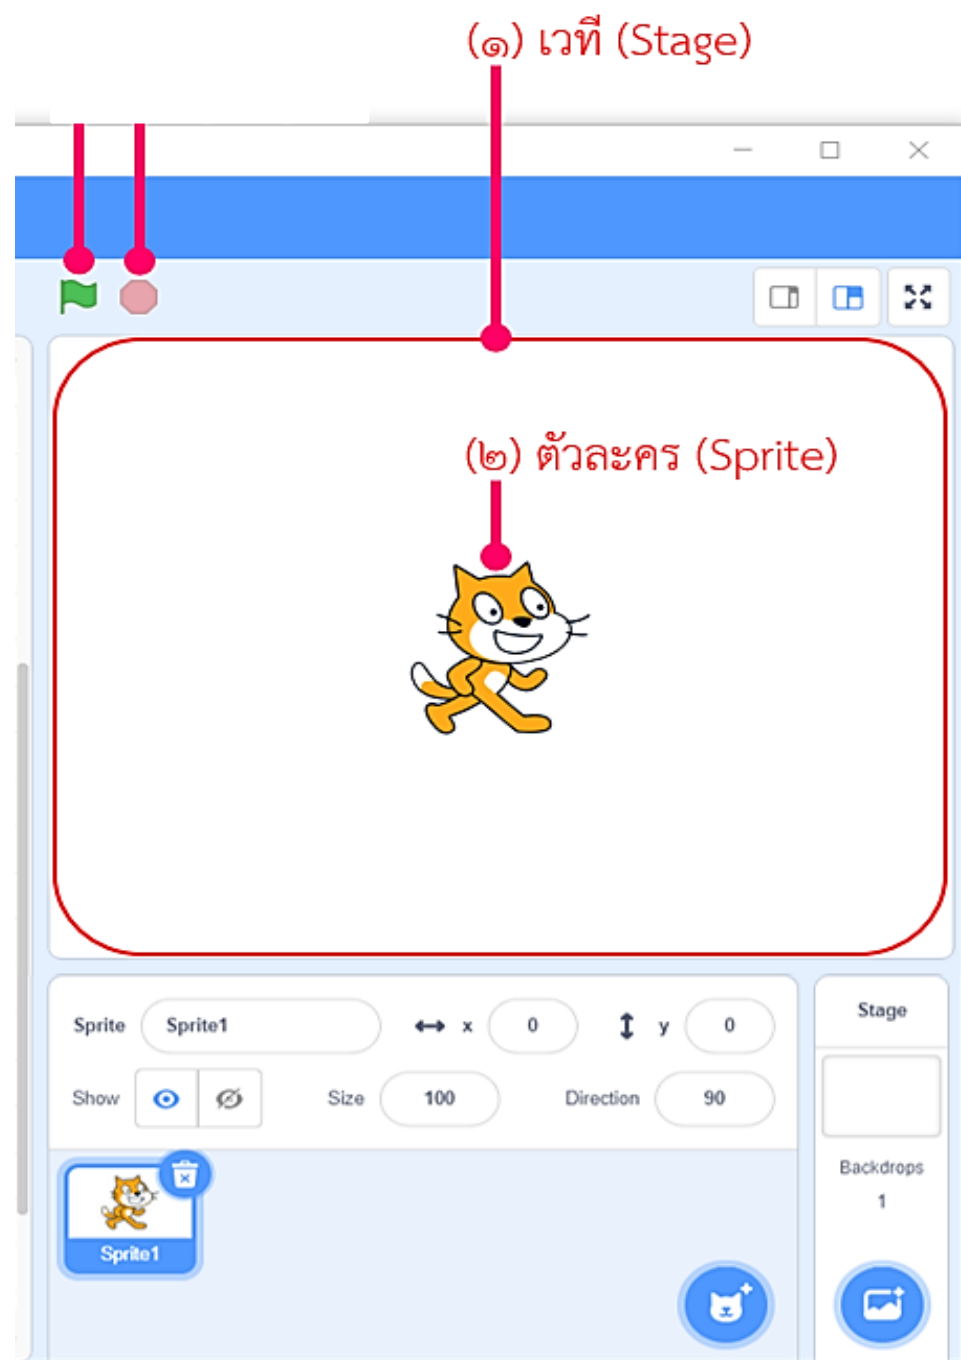 (๑) เวที (Stage)
(๒) ตัวละคร (Sprite)
Sprite Sprite1 x 0 y 0
Stage
Show Size 100 Direction 90
Backdrops
1
Sprite1